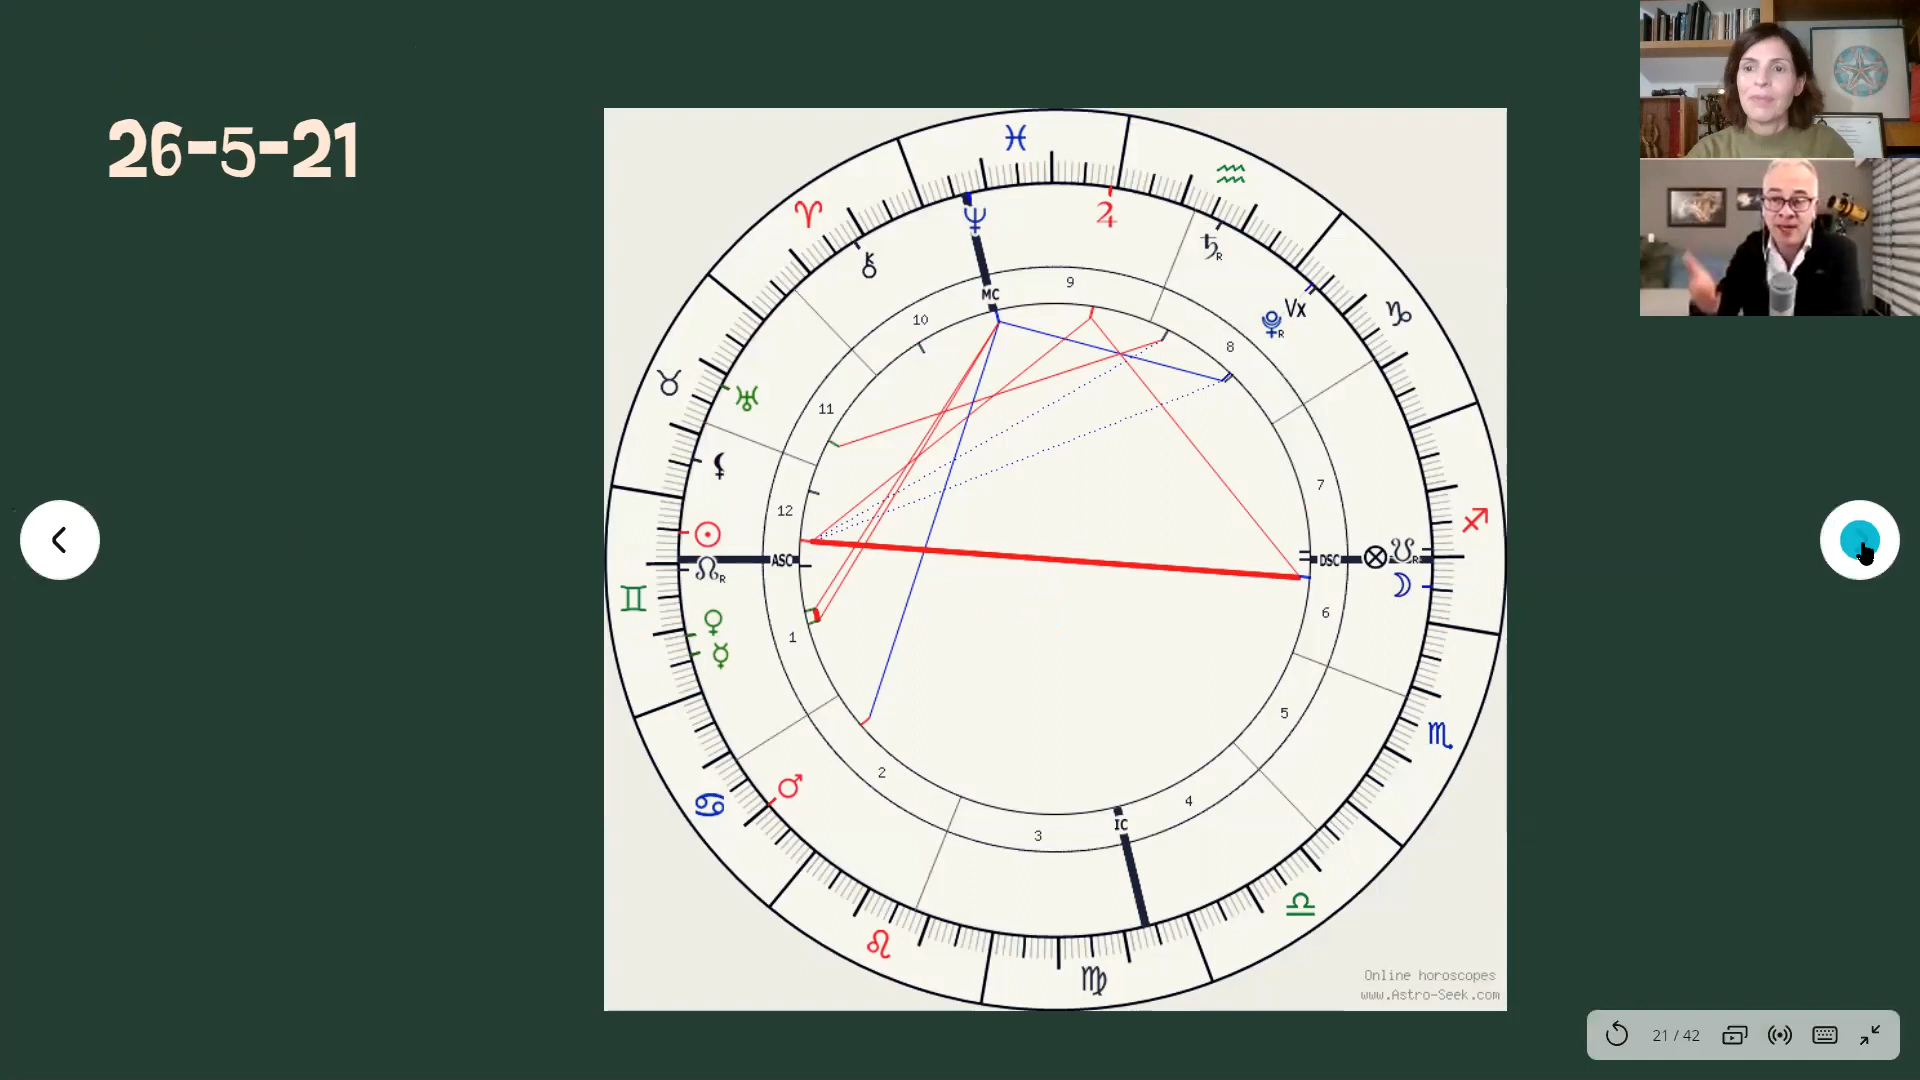 26-5-21
MC
9
10
8
Vx
R
R
11
7
12
ASC
DSC
R
R
1
6
5
2
4
3
IC
Online horoscopes
www.Astro-Seek.com
21 / 42